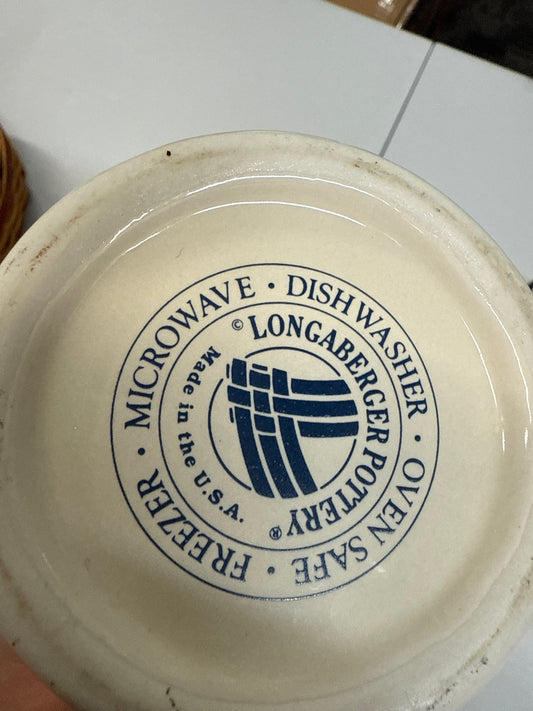 MICROWAVE · DISHWASHER · OVEN SAFE · FREEZER ·
© LONGABERGER POTTERY ®
Made in the U.S.A.